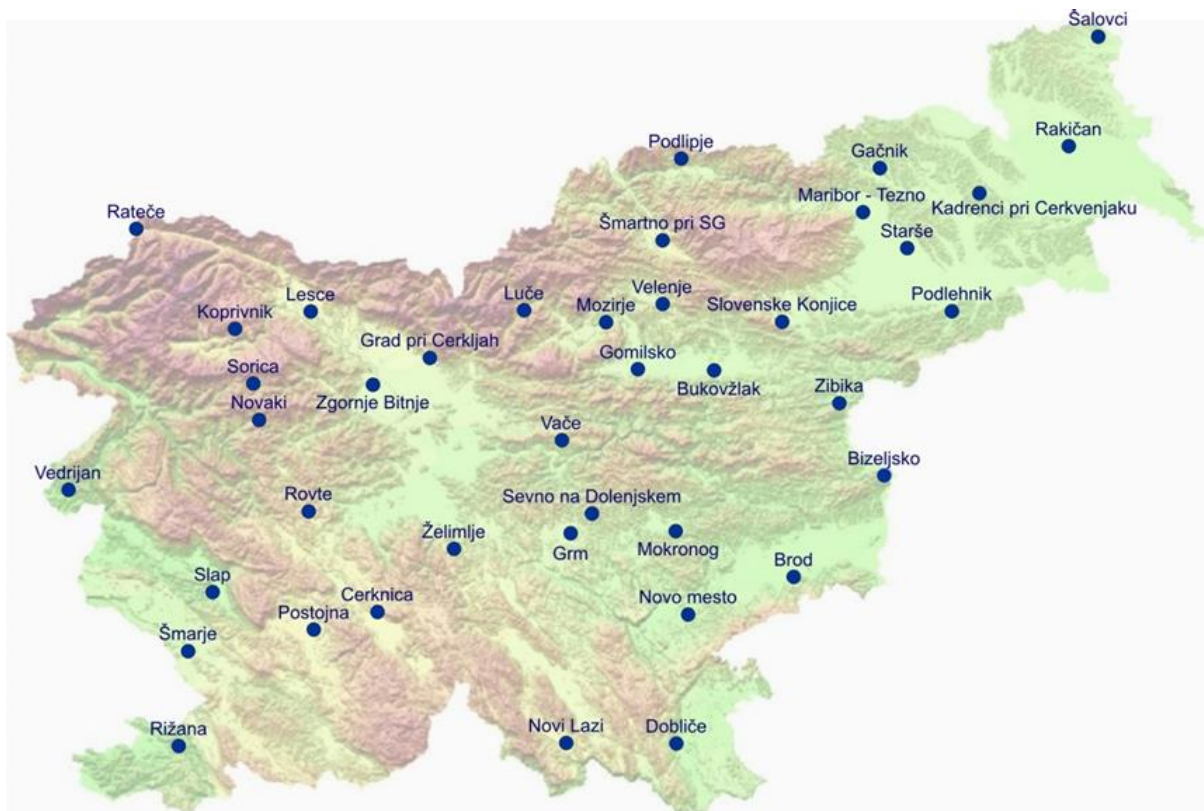 Šalovci
Rakičan
Podlipje
Gačnik
Maribor - Tezno
Kadrenci pri Cerkvenjaku
Rateče
Šmartno pri SG
Starše
Lesce
Luče
Velenje
Mozirje
Slovenske Konjice
Podlehnik
Koprivnik
Grad pri Cerkljah
Gomilsko
Sorica
Zgornje Bitnje
Bukovžlak
Zibika
Novaki
Vače
Vedrijan
Bizeljsko
Rovte
Sevno na Dolenjskem
Želimlje
Grm
Mokronog
Brod
Slap
Cerknica
Postojna
Novo mesto
Šmarje
Rižana
Novi Lazi
Dobliče